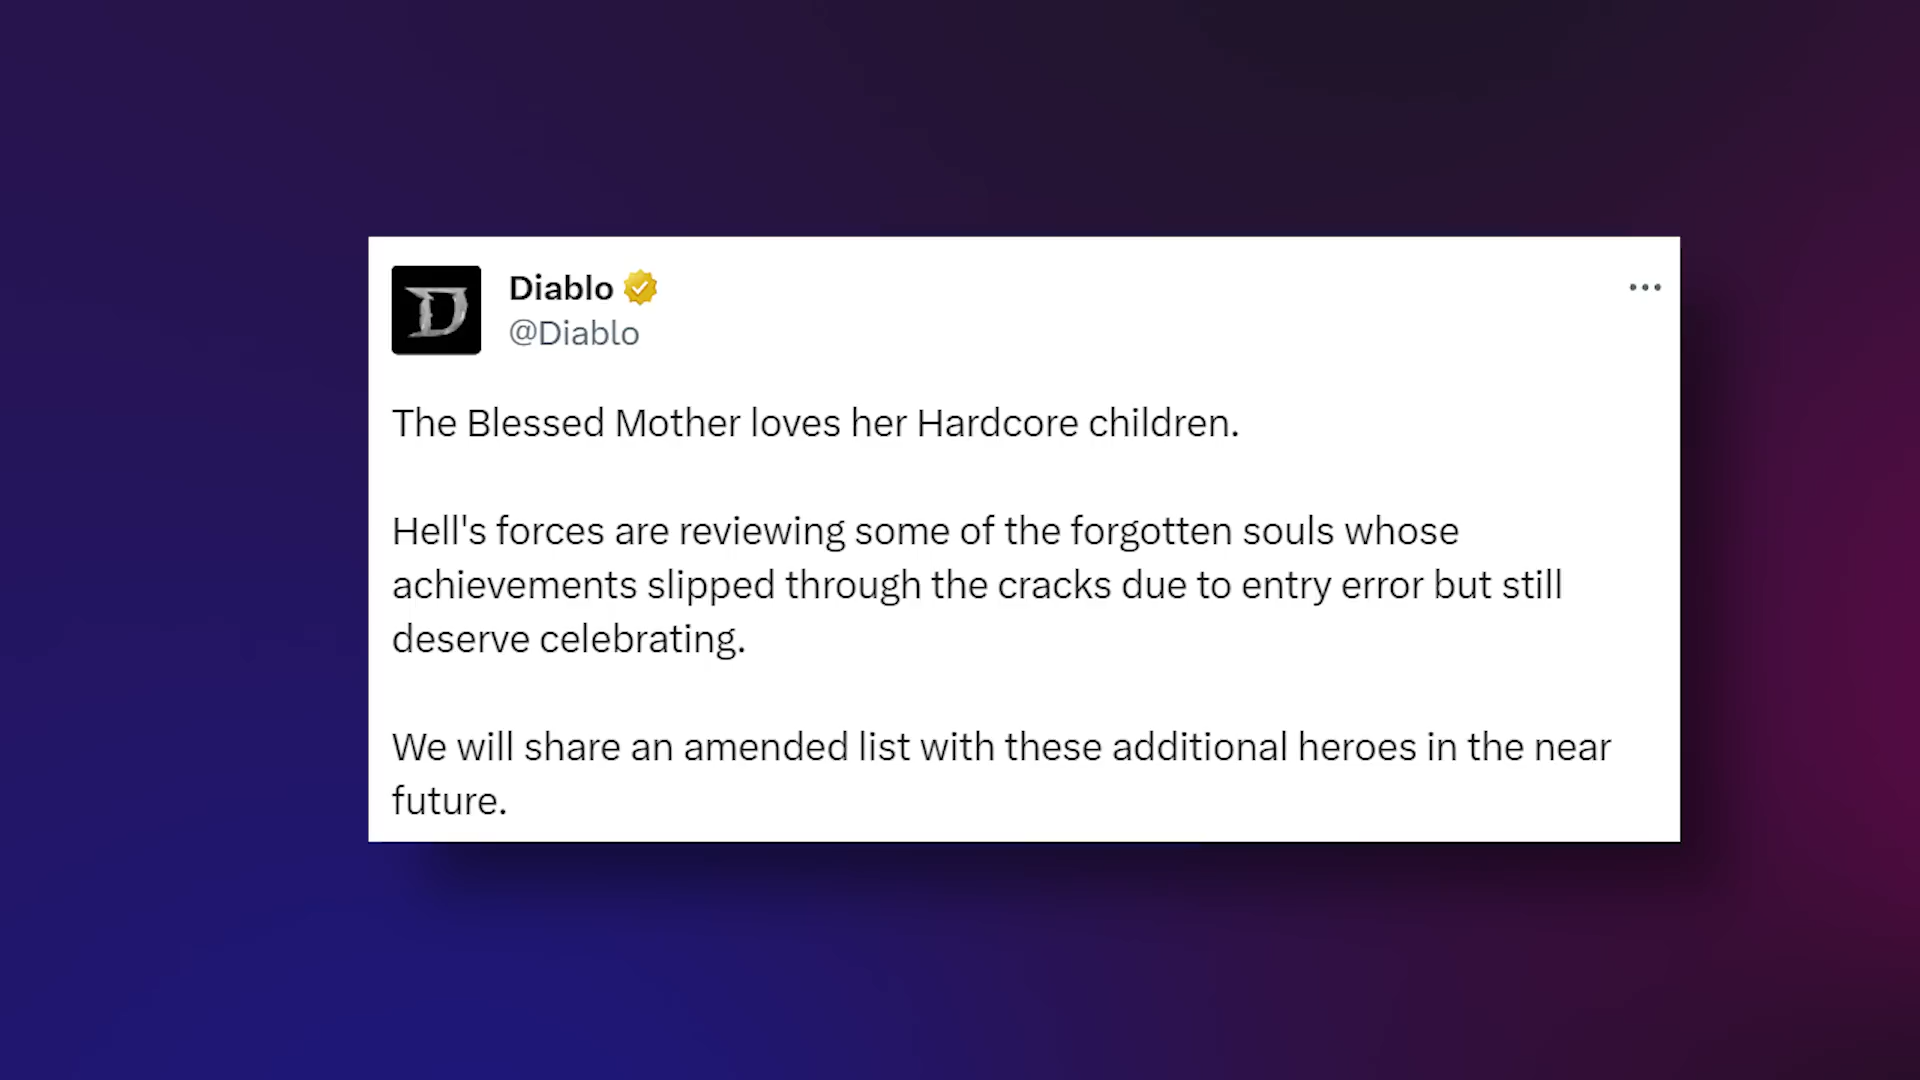 Diablo
@Diablo
The Blessed Mother loves her Hardcore children.
Hell's forces are reviewing some of the forgotten souls whose
achievements slipped through the cracks due to entry error but still
deserve celebrating.
We will share an amended list with these additional heroes in the near
future.